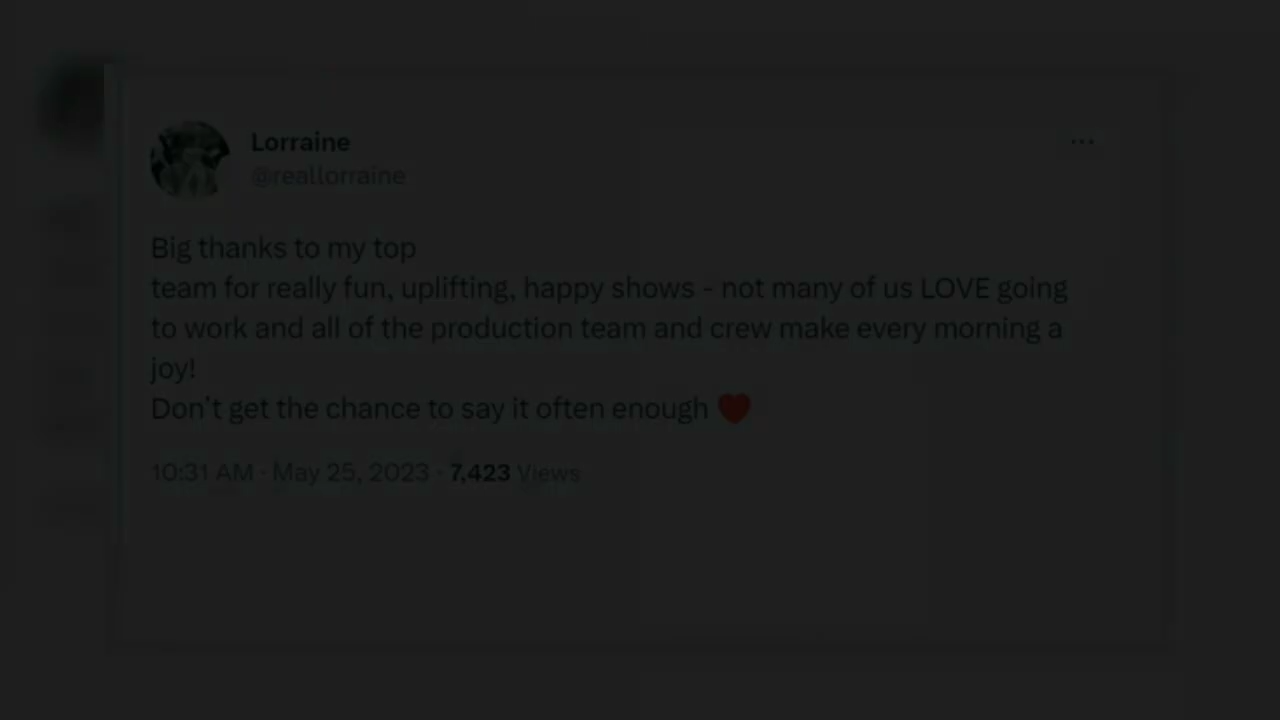 Lorraine
@reallorraine
Big thanks to my top
team for really fun, uplifting, happy shows - not many of us LOVE going
to work and all of the production team and crew make every morning a
joy!
Don't get the chance to say it often enough ❤️
10:31 AM · May 25, 2023 · 7,423 Views